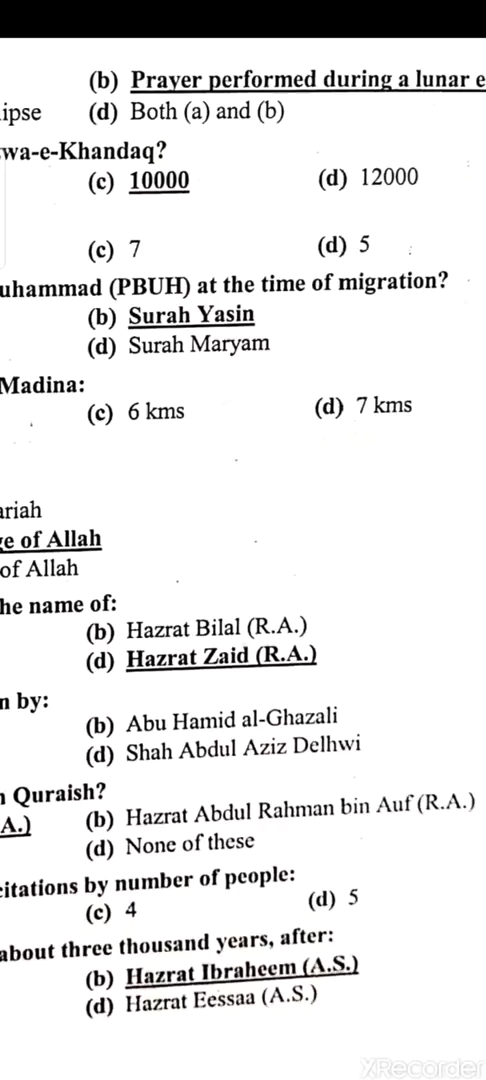 (b) Prayer performed during a lunar e
ipse (d) Both (a) and (b)
wa-e-Khandaq?
(c) 10000 (d) 12000
(c) 7 (d) 5
uhammad (PBUH) at the time of migration?
(b) Surah Yasin
(d) Surah Maryam
Madina:
(c) 6 kms (d) 7 kms
ariah
ge of Allah
of Allah
he name of:
(b) Hazrat Bilal (R.A.)
(d) Hazrat Zaid (R.A.)
n by:
(b) Abu Hamid al-Ghazali
(d) Shah Abdul Aziz Delhwi
n Quraish?
A.) (b) Hazrat Abdul Rahman bin Auf (R.A.)
(d) None of these
citations by number of people:
(c) 4 (d) 5
about three thousand years, after:
(b) Hazrat Ibraheem (A.S.)
(d) Hazrat Eessaa (A.S.)
XRecorder